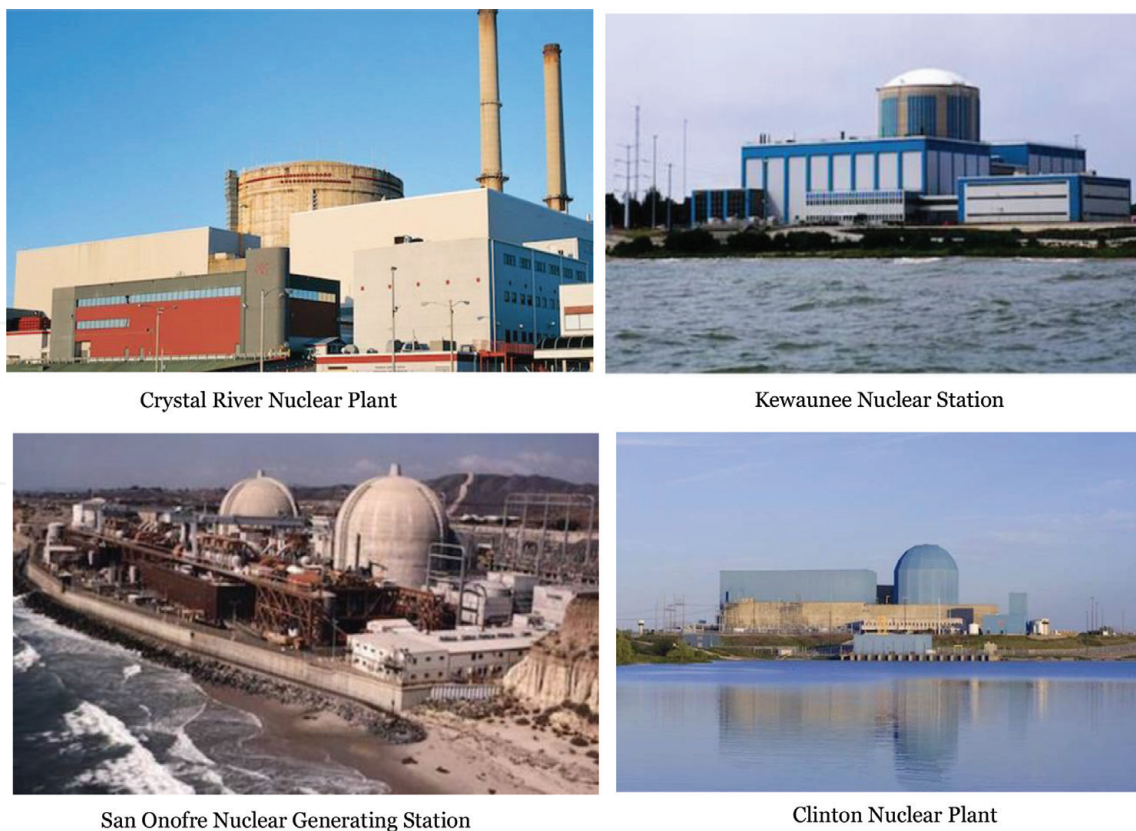 Crystal River Nuclear Plant
Kewaunee Nuclear Station
San Onofre Nuclear Generating Station
Clinton Nuclear Plant